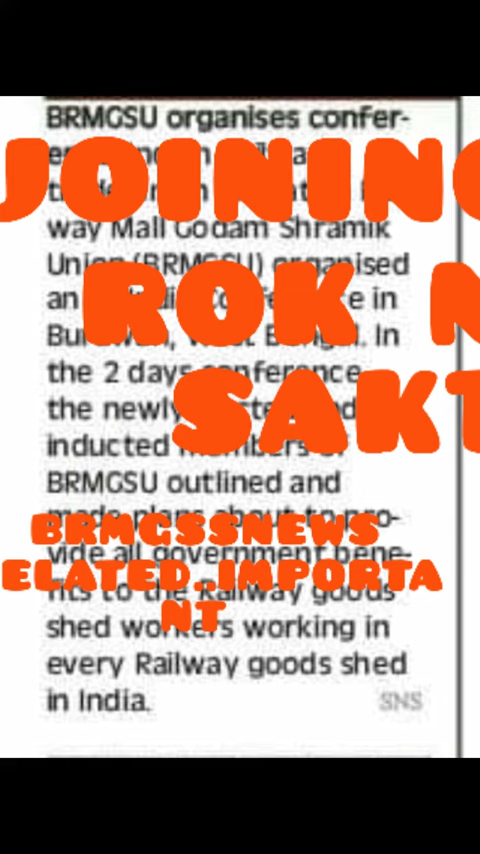 BRMGSU organises confer-
JOINING
way Mall Godam Shramik
Union (BRMGSU) organised
an Conference in
ROK N
West Bengal. In
the 2 days conference
the newly
SAKT
inducted members of
BRMGSU outlined and
made plans about to pro-
BRMGSSNEWS
vide all government bene-
ELATED..IMPORTA
fits to the Railway goods
NT
shed workers working in
every Railway goods shed
in India.
SNS